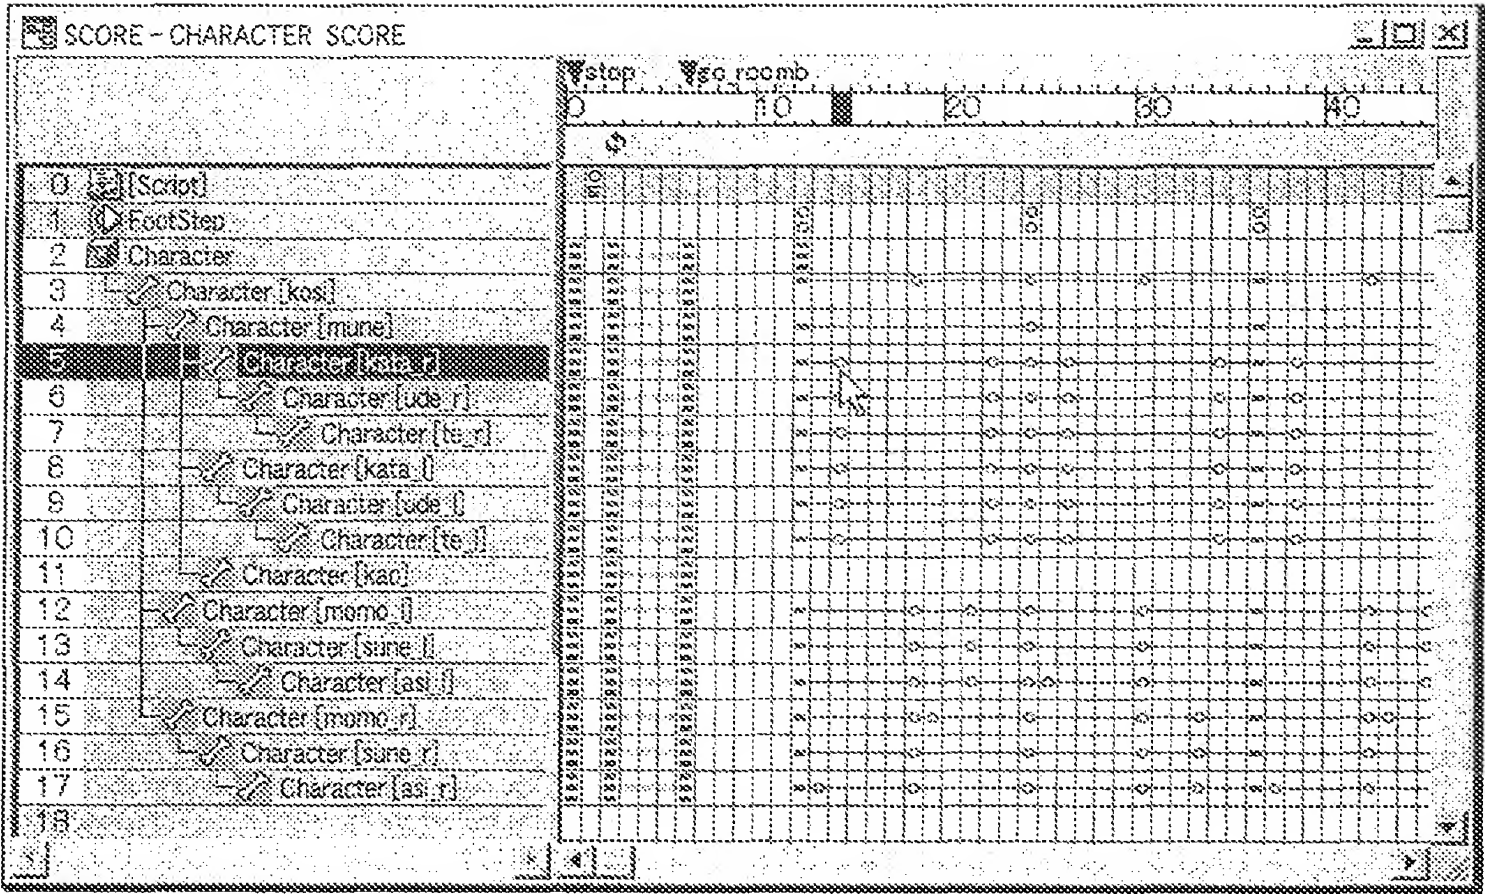 SCORE - CHARACTER SCORE
stop go roomb
0 10 20 30 40
0 [Script]
1 FootStep
2 Character
3 Character [kosi]
4 Character [mune]
5 Character [kata_r]
6 Character [ude_r]
7 Character [te_r]
8 Character [kata_l]
9 Character [ude_l]
10 Character [te_l]
11 Character [kao]
12 Character [momo_l]
13 Character [sune_l]
14 Character [asi_l]
15 Character [momo_r]
16 Character [sune_r]
17 Character [asi_r]
18